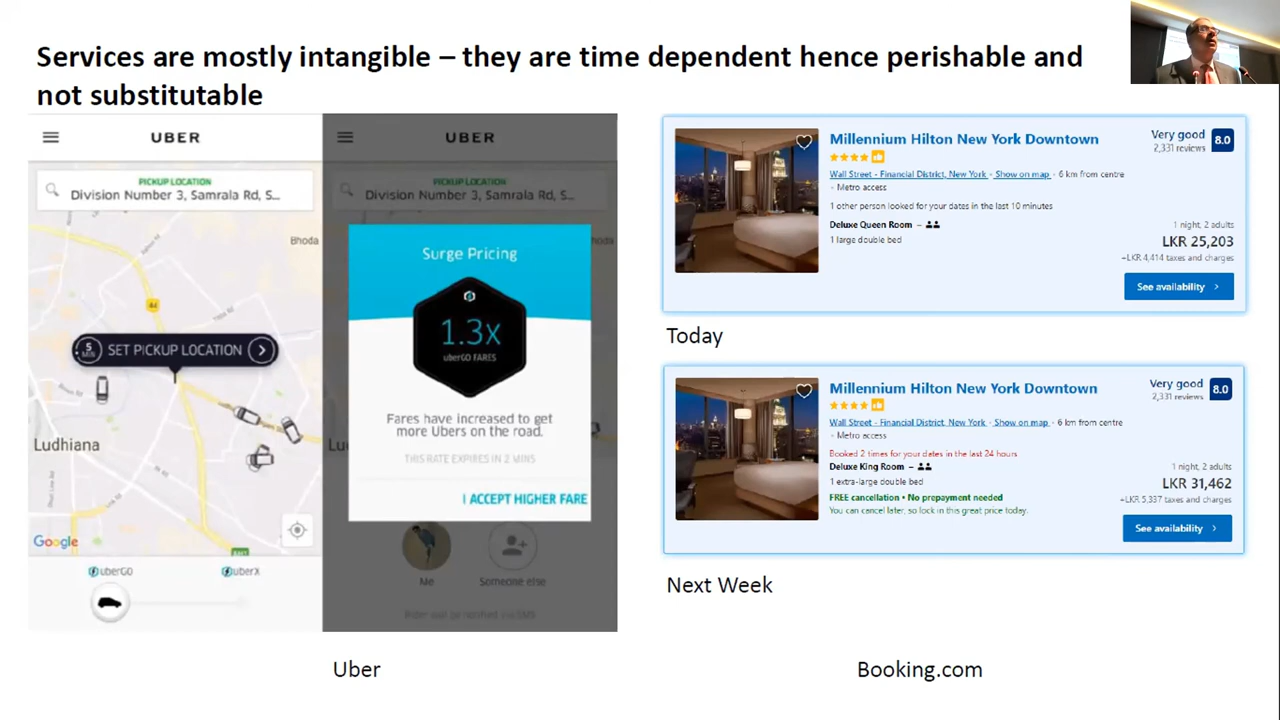 Services are mostly intangible – they are time dependent hence perishable and
not substitutable
UBER
PICKUP LOCATION
Division Number 3, Samrala Rd, S...
Bhoda
5 MIN SET PICKUP LOCATION
Ludhiana
Google
uberGO
uberX
UBER
PICKUP LOCATION
Division Number 3, Samrala Rd, S...
hoda
Surge Pricing
1.3x
uberGO FARES
Fares have increased to get
more Ubers on the road.
THIS RATE EXPIRES IN 2 MINS
I ACCEPT HIGHER FARE
Lu
Me
Someone else
Rider will be notified via SMS
Uber
Millennium Hilton New York Downtown
Very good 8.0
2,331 reviews
Wall Street - Financial District, New York · Show on map · 6 km from centre
- Metro access
1 other person looked for your dates in the last 10 minutes
Deluxe Queen Room –
1 large double bed
1 night, 2 adults
LKR 25,203
+LKR 4,414 taxes and charges
See availability
Today
Millennium Hilton New York Downtown
Very good 8.0
2,331 reviews
Wall Street - Financial District, New York · Show on map · 6 km from centre
- Metro access
Booked 2 times for your dates in the last 24 hours
Deluxe King Room –
1 extra-large double bed
FREE cancellation • No prepayment needed
You can cancel later, so lock in this great price today.
1 night, 2 adults
LKR 31,462
+LKR 5,337 taxes and charges
See availability
Next Week
Booking.com